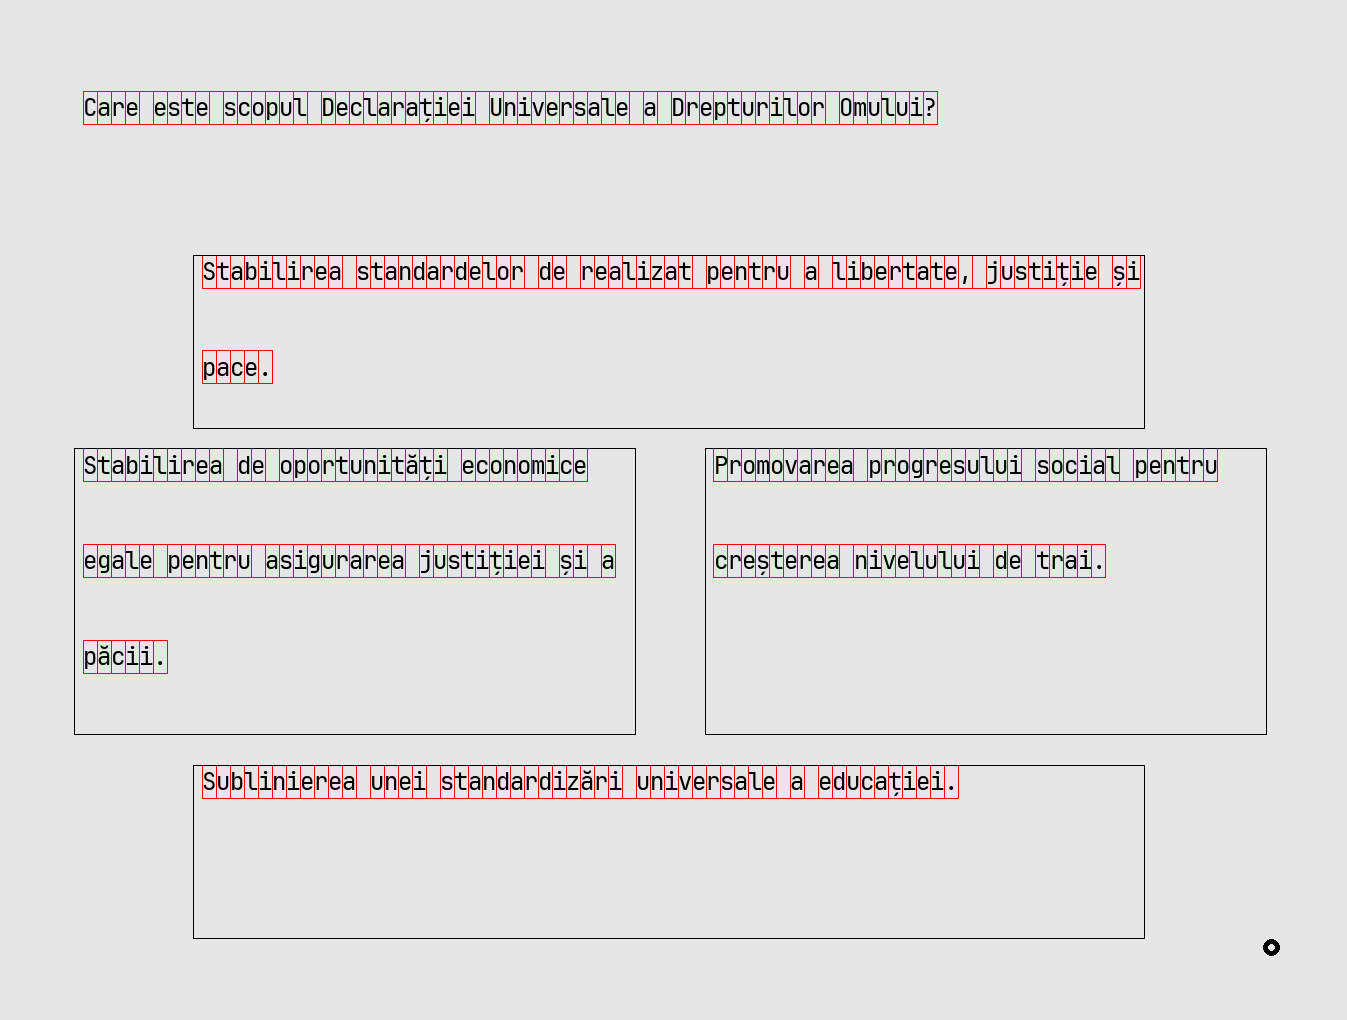 Care este scopul Declarației Universale a Drepturilor Omului?
Stabilirea standardelor de realizat pentru a libertate, justiție și
pace.
Stabilirea de oportunități economice
egale pentru asigurarea justiției și a
păcii.
Promovarea progresului social pentru
creșterea nivelului de trai.
Sublinierea unei standardizări universale a educației.